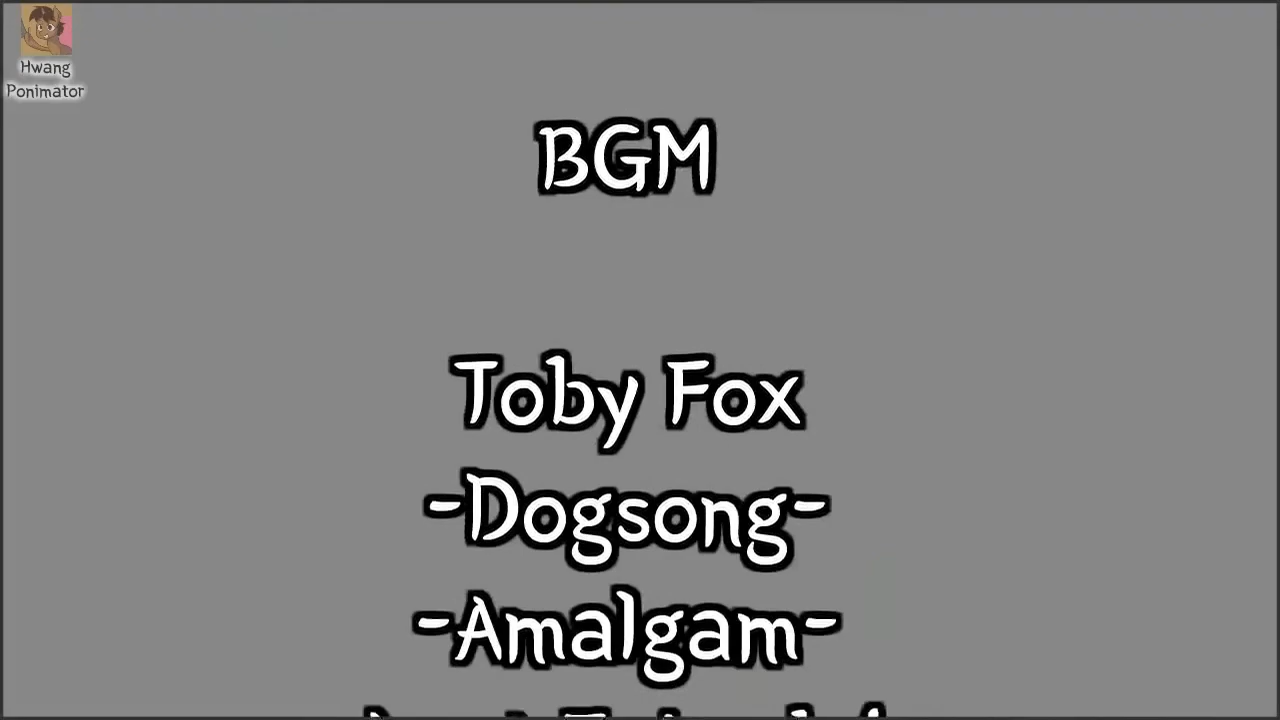 Hwang
Ponimator
BGM
Toby Fox
-Dogsong-
-Amalgam-